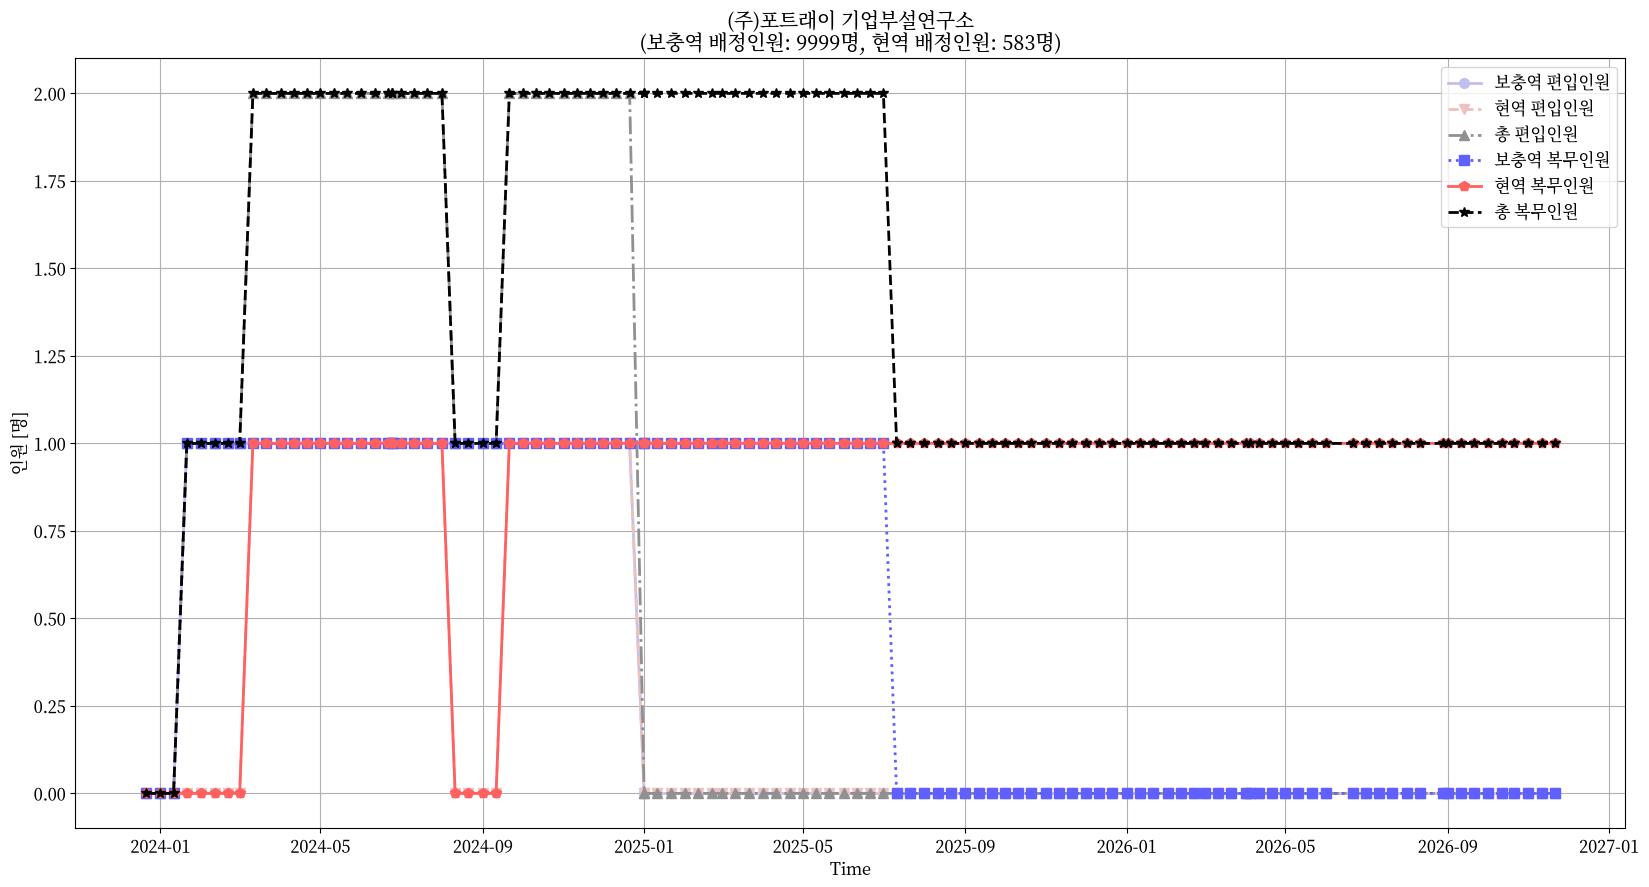 (주)포트래이 기업부설연구소
(보충역 배정인원: 9999명, 현역 배정인원: 583명)
보충역 편입인원
현역 편입인원
총 편입인원
보충역 복무인원
현역 복무인원
총 복무인원
인원 [명]
2.00
1.75
1.50
1.25
1.00
0.75
0.50
0.25
0.00
2024-01 2024-05 2024-09 2025-01 2025-05 2025-09 2026-01 2026-05 2026-09 2027-01
Time